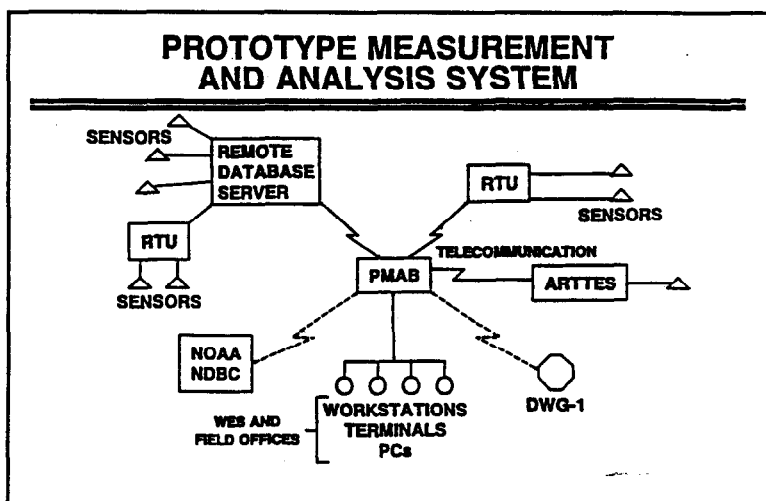 PROTOTYPE MEASUREMENT
AND ANALYSIS SYSTEM
SENSORS
REMOTE
DATABASE
SERVER
RTU
SENSORS
RTU
SENSORS
TELECOMMUNICATION
PMAB
ARTTES
NOAA
NDBC
WORKSTATIONS
TERMINALS
PCs
WES AND
FIELD OFFICES
DWG-1